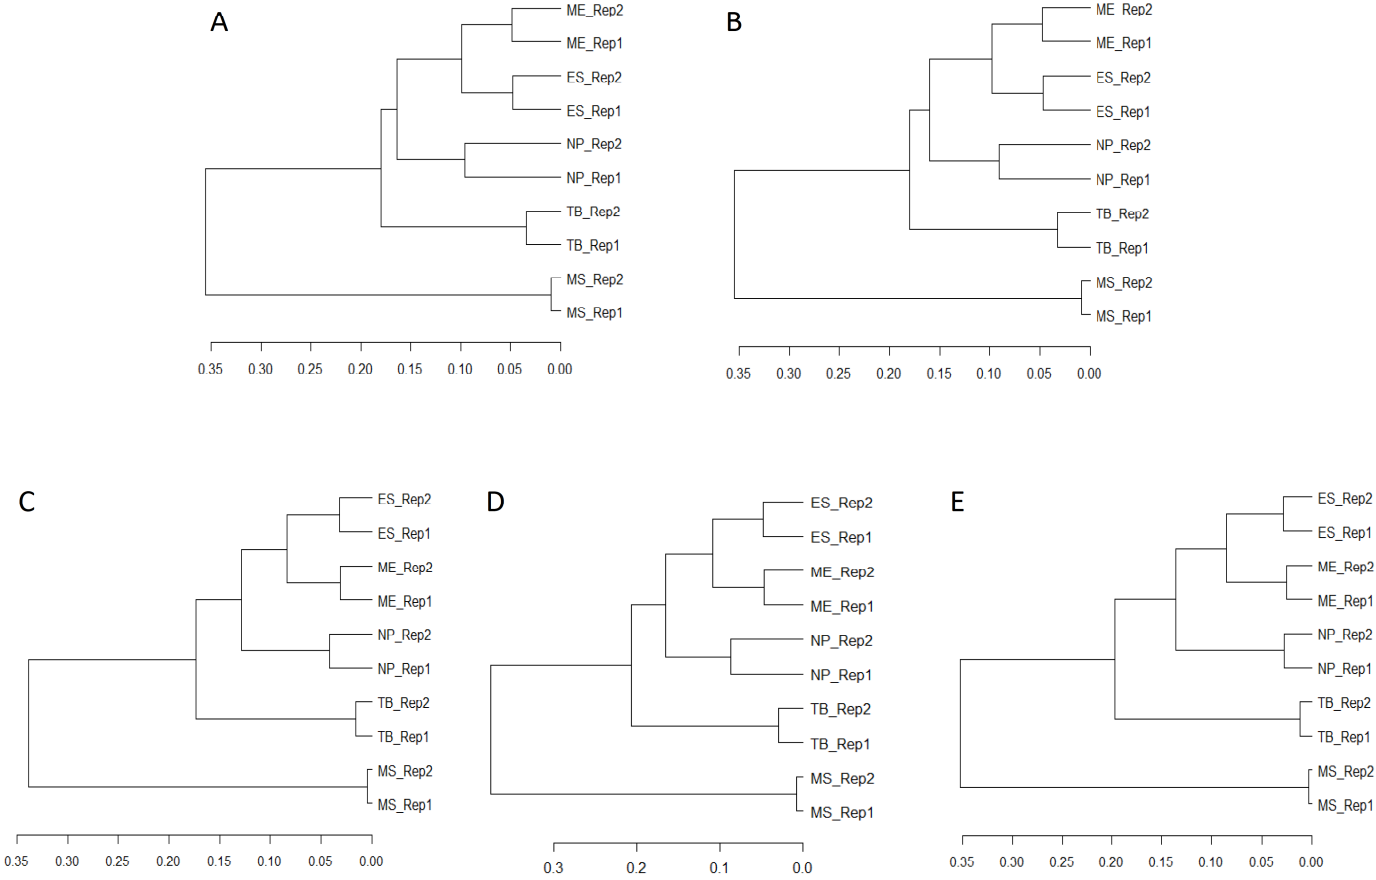 A
ME_Rep2
ME_Rep1
ES_Rep2
ES_Rep1
NP_Rep2
NP_Rep1
TB_Rep2
TB_Rep1
MS_Rep2
MS_Rep1
0.35 0.30 0.25 0.20 0.15 0.10 0.05 0.00
B
ME_Rep2
ME_Rep1
ES_Rep2
ES_Rep1
NP_Rep2
NP_Rep1
TB_Rep2
TB_Rep1
MS_Rep2
MS_Rep1
0.35 0.30 0.25 0.20 0.15 0.10 0.05 0.00
C
ES_Rep2
ES_Rep1
ME_Rep2
ME_Rep1
NP_Rep2
NP_Rep1
TB_Rep2
TB_Rep1
MS_Rep2
MS_Rep1
0.35 0.30 0.25 0.20 0.15 0.10 0.05 0.00
D
ES_Rep2
ES_Rep1
ME_Rep2
ME_Rep1
NP_Rep2
NP_Rep1
TB_Rep2
TB_Rep1
MS_Rep2
MS_Rep1
0.3 0.2 0.1 0.0
E
ES_Rep2
ES_Rep1
ME_Rep2
ME_Rep1
NP_Rep2
NP_Rep1
TB_Rep2
TB_Rep1
MS_Rep2
MS_Rep1
0.35 0.30 0.25 0.20 0.15 0.10 0.05 0.00